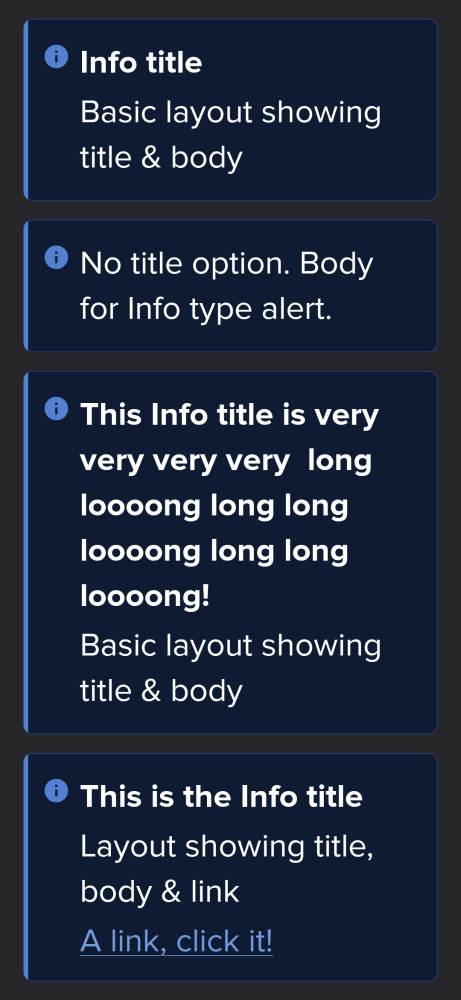 Info title
Basic layout showing
title & body
No title option. Body
for Info type alert.
This Info title is very
very very very  long
loooong long long
loooong long long
loooong!
Basic layout showing
title & body
This is the Info title
Layout showing title,
body & link
A link, click it!